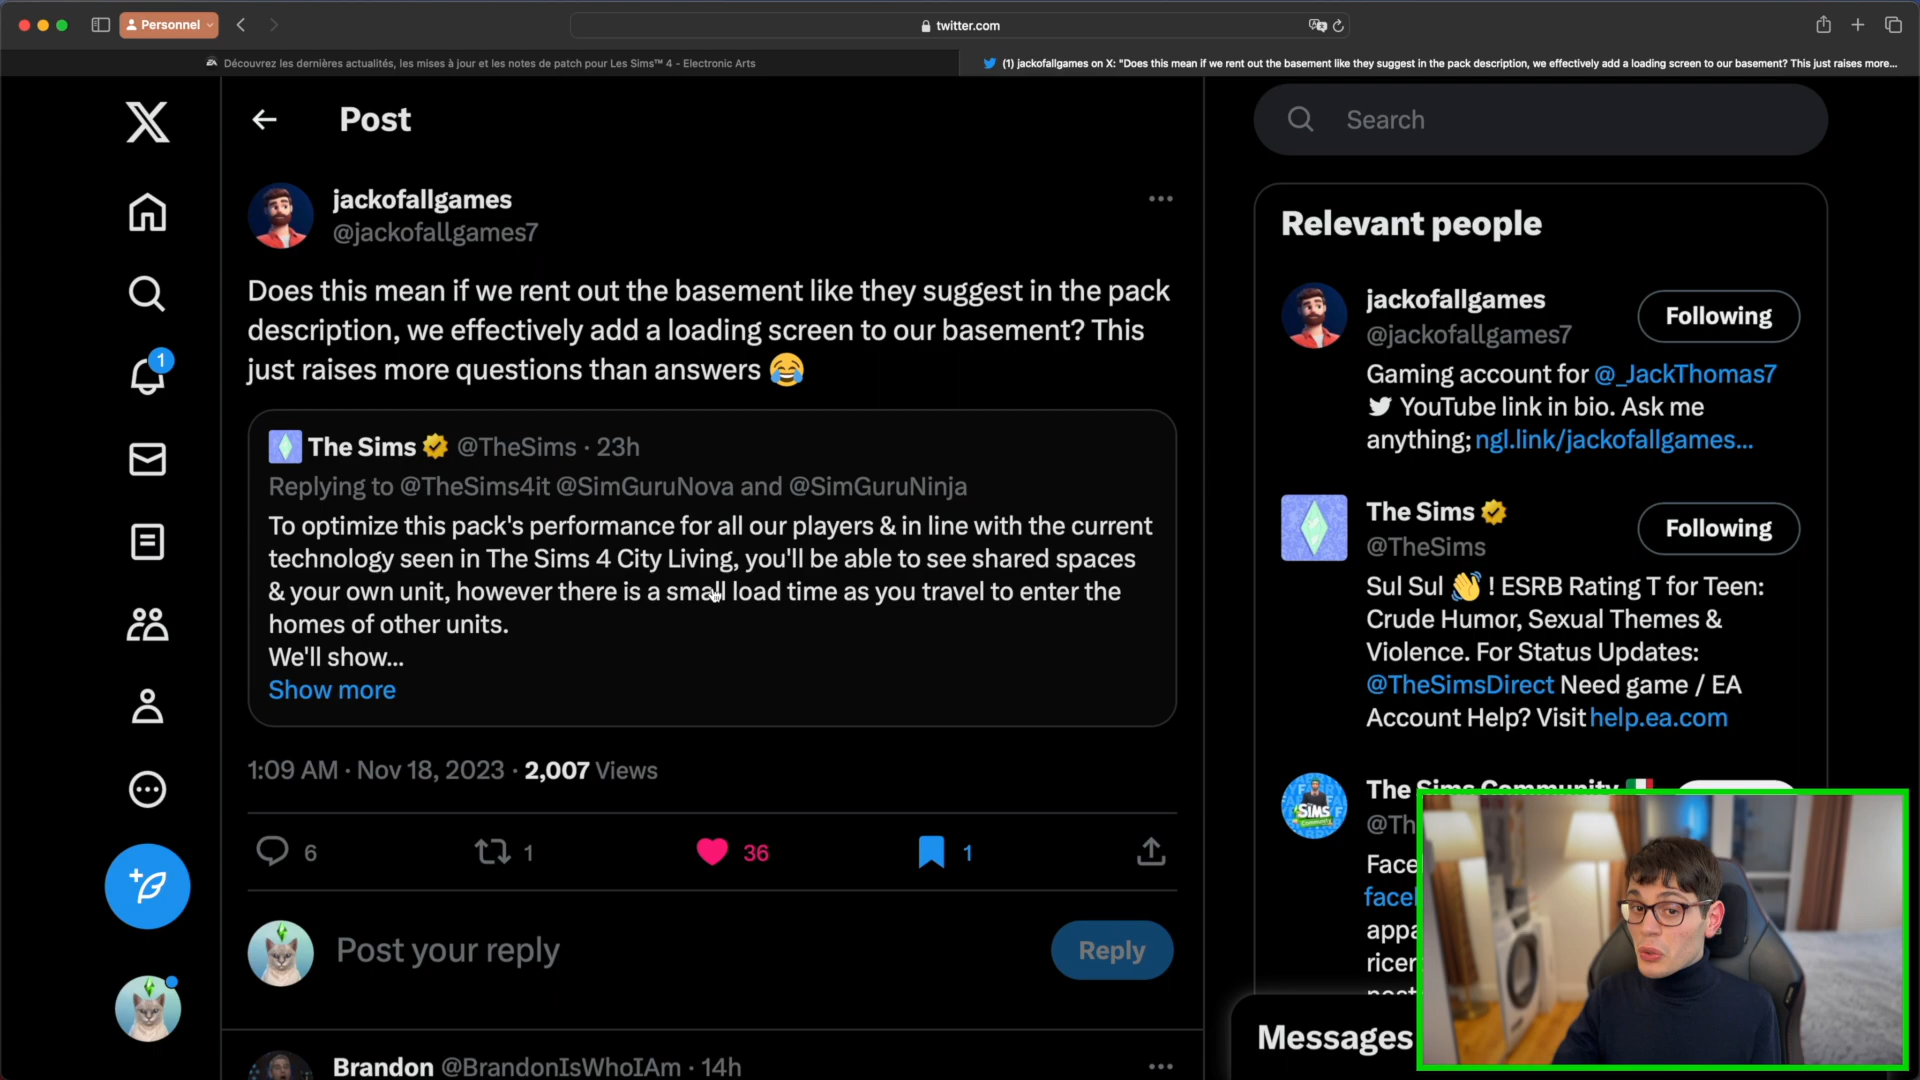 Personnel
twitter.com
Découvrez les dernières actualités, les mises à jour et les notes de patch pour Les Sims™ 4 - Electronic Arts
(1) jackofallgames on X: "Does this mean if we rent out the basement like they suggest in the pack description, we effectively add a loading screen to our basement? This just raises more...
Post
Search
jackofallgames
@jackofallgames7
Does this mean if we rent out the basement like they suggest in the pack
description, we effectively add a loading screen to our basement? This
just raises more questions than answers 😂
The Sims @TheSims · 23h
Replying to @TheSims4it @SimGuruNova and @SimGuruNinja
To optimize this pack's performance for all our players & in line with the current
technology seen in The Sims 4 City Living, you'll be able to see shared spaces
& your own unit, however there is a small load time as you travel to enter the
homes of other units.
We'll show...
Show more
1:09 AM · Nov 18, 2023 · 2,007 Views
6
1
36
1
Post your reply
Reply
Brandon @BrandonIsWhoIAm · 14h
1
Relevant people
jackofallgames
Following
@jackofallgames7
Gaming account for @_JackThomas7
YouTube link in bio. Ask me
anything; ngl.link/jackofallgames...
The Sims
Following
@TheSims
Sul Sul 👋 ! ESRB Rating T for Teen:
Crude Humor, Sexual Themes &
Violence. For Status Updates:
@TheSimsDirect Need game / EA
Account Help? Visit help.ea.com
The Sims Community 🇮🇹
@Th
Face
facel
appa
ricer
Messages